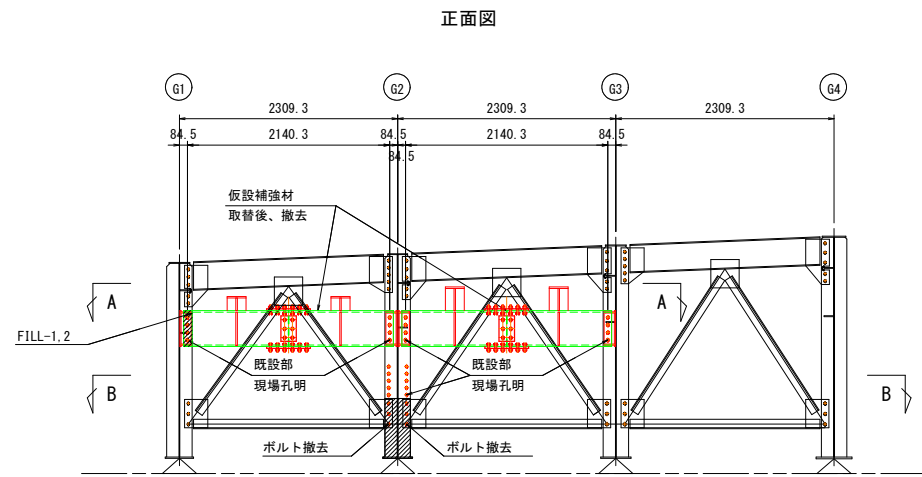 正面図
G1
G2
G3
G4
2309.3
2309.3
2309.3
84.5
2140.3
84.5
2140.3
84.5
84.5
仮設補強材
取替後、撤去
A
A
FILL-1,2
既設部
現場孔明
既設部
現場孔明
B
B
ボルト撤去
ボルト撤去